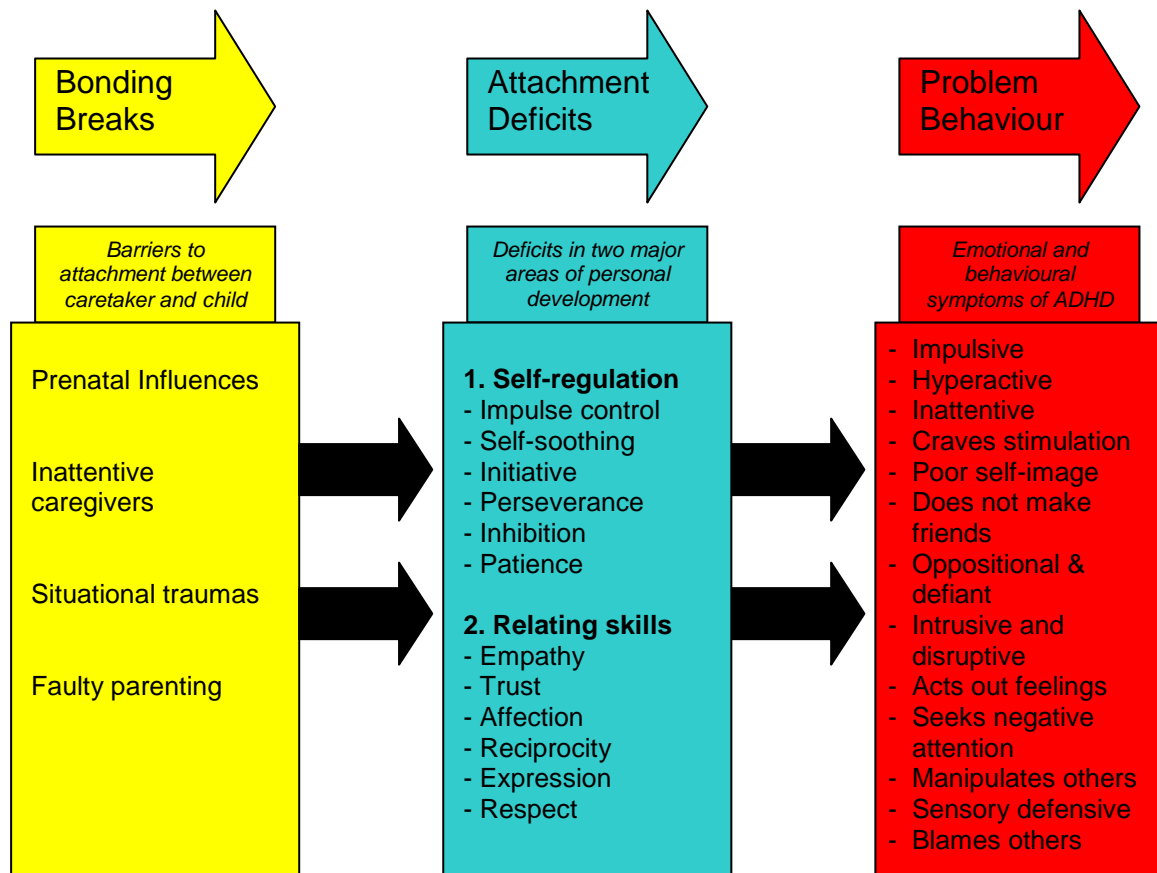 Bonding
Breaks
Attachment
Deficits
Problem
Behaviour
Barriers to
attachment between
caretaker and child
Deficits in two major
areas of personal
development
Emotional and
behavioural
symptoms of ADHD
Prenatal Influences
Inattentive
caregivers
Situational traumas
Faulty parenting
1. Self-regulation
- Impulse control
- Self-soothing
- Initiative
- Perseverance
- Inhibition
- Patience
2. Relating skills
- Empathy
- Trust
- Affection
- Reciprocity
- Expression
- Respect
- Impulsive
- Hyperactive
- Inattentive
- Craves stimulation
- Poor self-image
- Does not make
friends
- Oppositional &
defiant
- Intrusive and
disruptive
- Acts out feelings
- Seeks negative
attention
- Manipulates others
- Sensory defensive
- Blames others